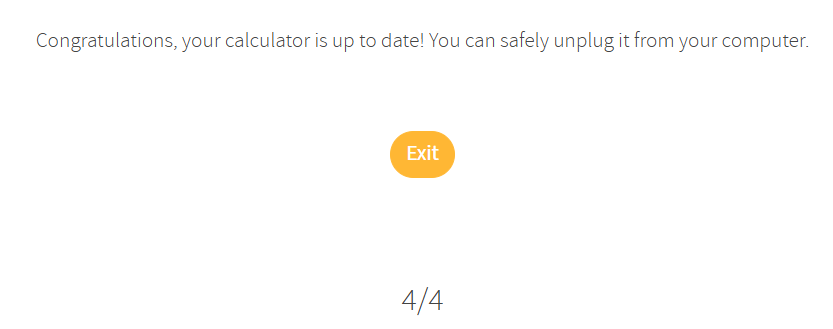 Congratulations, your calculator is up to date! You can safely unplug it from your computer.
Exit
4/4